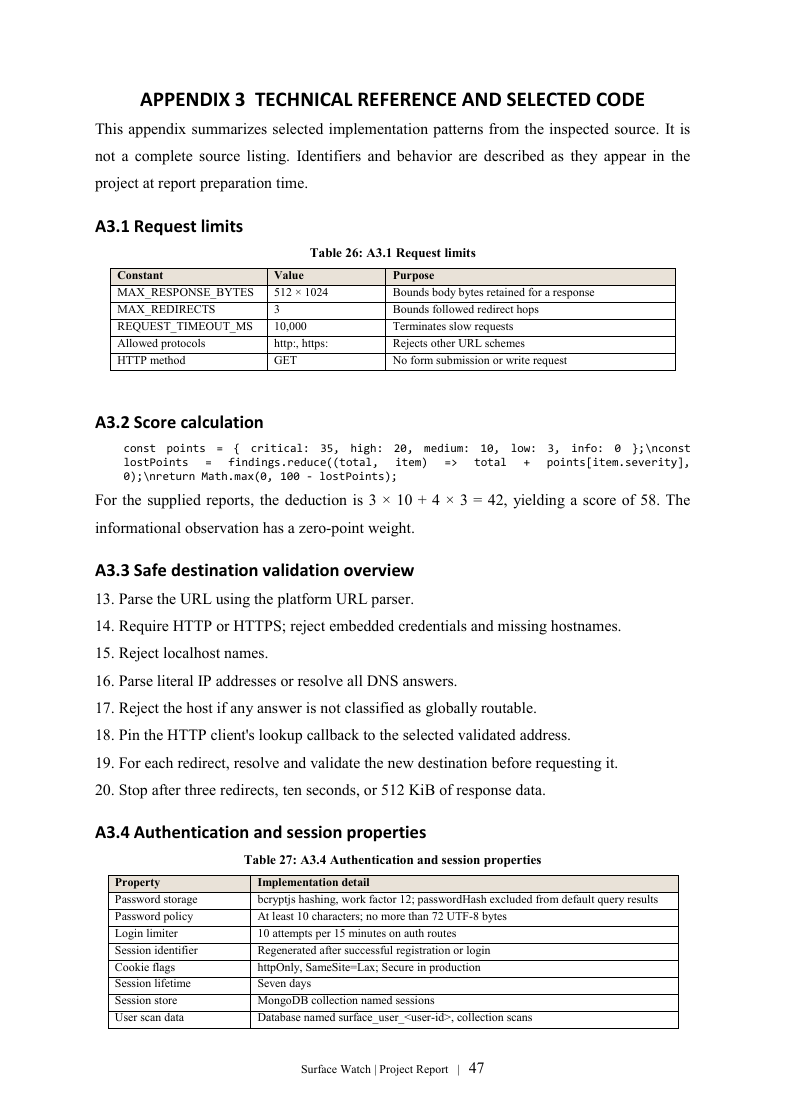 APPENDIX 3  TECHNICAL REFERENCE AND SELECTED CODE
This appendix summarizes selected implementation patterns from the inspected source. It is
not a complete source listing. Identifiers and behavior are described as they appear in the
project at report preparation time.
A3.1 Request limits
Table 26: A3.1 Request limits
Constant Value Purpose
MAX_RESPONSE_BYTES 512 × 1024 Bounds body bytes retained for a response
MAX_REDIRECTS 3 Bounds followed redirect hops
REQUEST_TIMEOUT_MS 10,000 Terminates slow requests
Allowed protocols http:, https: Rejects other URL schemes
HTTP method GET No form submission or write request
A3.2 Score calculation
const points = { critical: 35, high: 20, medium: 10, low: 3, info: 0 };\nconst
lostPoints = findings.reduce((total, item) => total + points[item.severity],
0);\nreturn Math.max(0, 100 - lostPoints);
For the supplied reports, the deduction is 3 × 10 + 4 × 3 = 42, yielding a score of 58. The
informational observation has a zero-point weight.
A3.3 Safe destination validation overview
13. Parse the URL using the platform URL parser.
14. Require HTTP or HTTPS; reject embedded credentials and missing hostnames.
15. Reject localhost names.
16. Parse literal IP addresses or resolve all DNS answers.
17. Reject the host if any answer is not classified as globally routable.
18. Pin the HTTP client's lookup callback to the selected validated address.
19. For each redirect, resolve and validate the new destination before requesting it.
20. Stop after three redirects, ten seconds, or 512 KiB of response data.
A3.4 Authentication and session properties
Table 27: A3.4 Authentication and session properties
Property Implementation detail
Password storage bcryptjs hashing, work factor 12; passwordHash excluded from default query results
Password policy At least 10 characters; no more than 72 UTF-8 bytes
Login limiter 10 attempts per 15 minutes on auth routes
Session identifier Regenerated after successful registration or login
Cookie flags httpOnly, SameSite=Lax; Secure in production
Session lifetime Seven days
Session store MongoDB collection named sessions
User scan data Database named surface_user_<user-id>, collection scans
Surface Watch | Project Report | 47